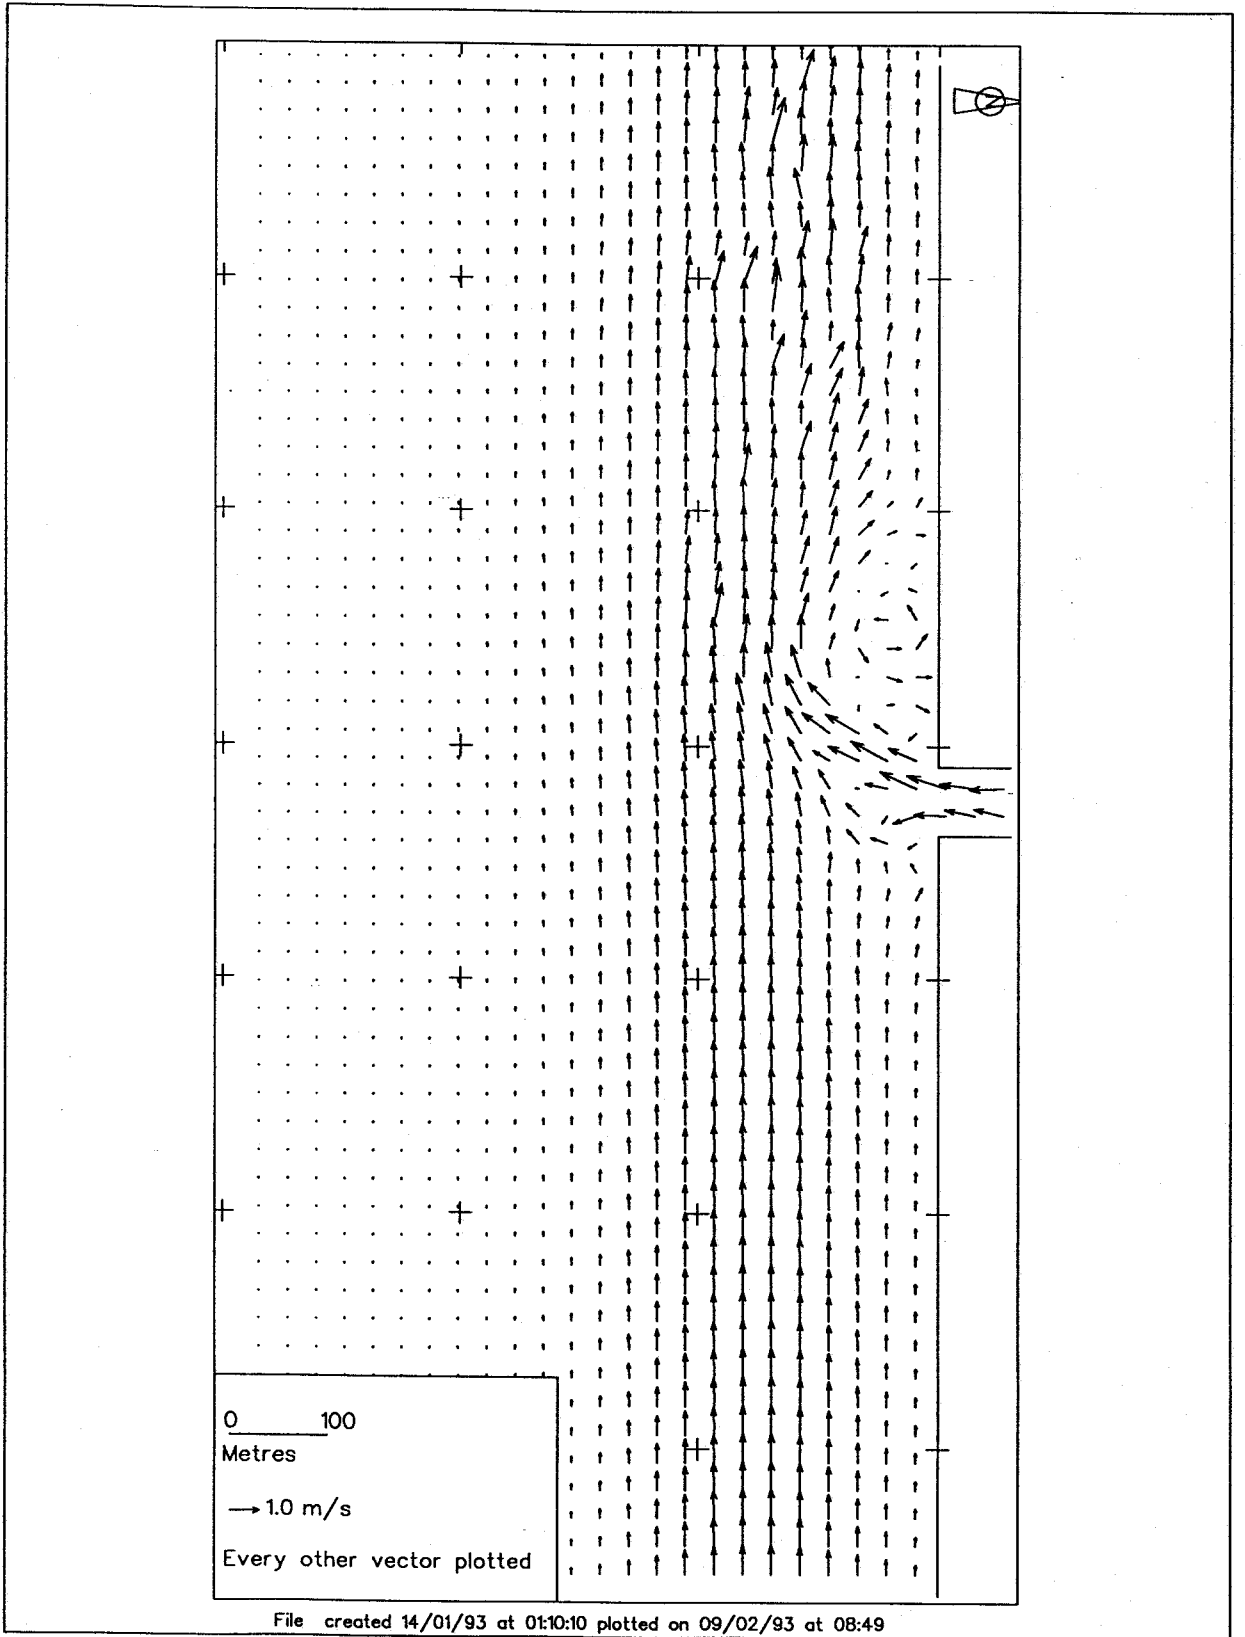 N
0 100
Metres
1.0 m/s
Every other vector plotted
File created 14/01/93 at 01:10:10 plotted on 09/02/93 at 08:49